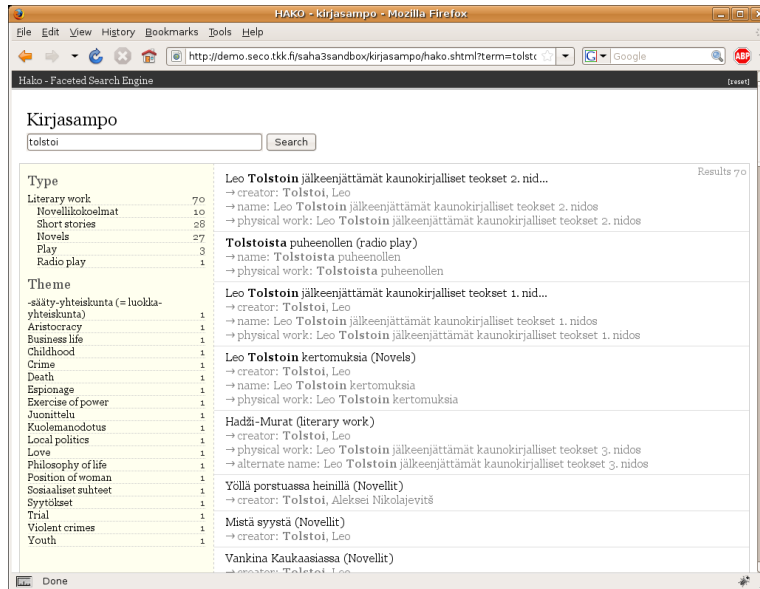 HAKO - kirjasampo - Mozilla Firefox
File Edit View History Bookmarks Tools Help
http://demo.seco.tkk.fi/saha3sandbox/kirjasampo/hako.shtml?term=tolsto
Google
ABP
Hako - Faceted Search Engine [reset]
Kirjasampo
tolstoi Search
Type
Literary work 70
Novellikokoelmat 10
Short stories 28
Novels 27
Play 3
Radio play 1
Theme
-sääty-yhteiskunta (= luokka-
yhteiskunta) 1
Aristocracy 1
Business life 1
Childhood 1
Crime 1
Death 1
Espionage 1
Exercise of power 1
Juonittelu 1
Kuolemanodotus 1
Local politics 1
Love 1
Philosophy of life 1
Position of woman 1
Sosiaaliset suhteet 1
Syytökset 1
Trial 1
Violent crimes 1
Youth 1
Results 70
Leo Tolstoin jälkeenjättämät kaunokirjalliset teokset 2. nid...
→creator: Tolstoi, Leo
→name: Leo Tolstoin jälkeenjättämät kaunokirjalliset teokset 2. nidos
→physical work: Leo Tolstoin jälkeenjättämät kaunokirjalliset teokset 2. nidos
Tolstoista puheenollen (radio play)
→name: Tolstoista puheenollen
→physical work: Tolstoista puheenollen
Leo Tolstoin jälkeenjättämät kaunokirjalliset teokset 1. nid...
→creator: Tolstoi, Leo
→name: Leo Tolstoin jälkeenjättämät kaunokirjalliset teokset 1. nidos
→physical work: Leo Tolstoin jälkeenjättämät kaunokirjalliset teokset 1. nidos
Leo Tolstoin kertomuksia (Novels)
→creator: Tolstoi, Leo
→name: Leo Tolstoin kertomuksia
→physical work: Leo Tolstoin kertomuksia
Hadži-Murat (literary work)
→creator: Tolstoi, Leo
→physical work: Leo Tolstoin jälkeenjättämät kaunokirjalliset teokset 3. nidos
→alternate name: Leo Tolstoin jälkeenjättämät kaunokirjalliset teokset 3. nidos
Yöllä porstuassa heinillä (Novellit)
→creator: Tolstoi, Aleksei Nikolajevitš
Mistä syystä (Novellit)
→creator: Tolstoi, Leo
Vankina Kaukaasiassa (Novellit)
→creator: Tolstoi, Leo
Done